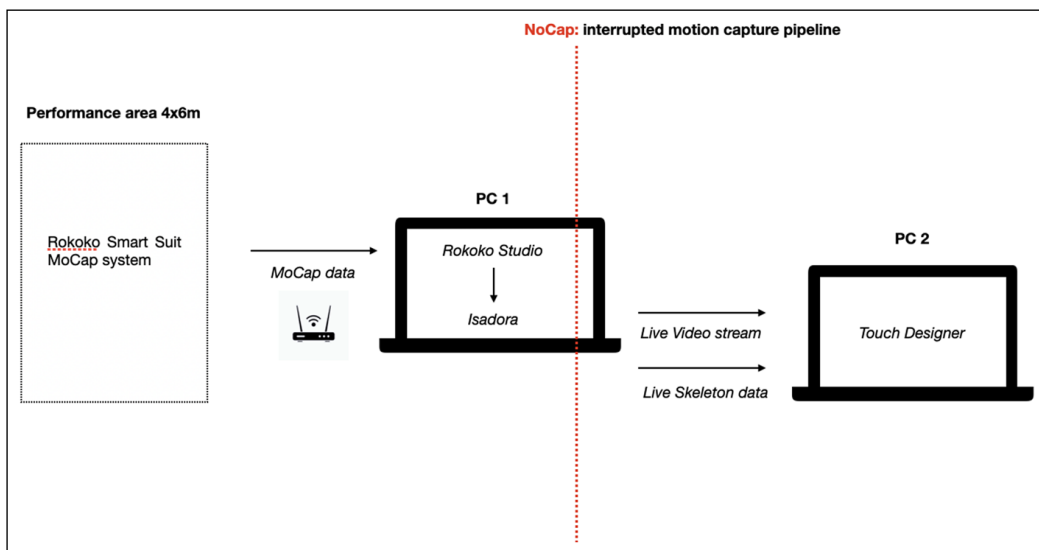 NoCap: interrupted motion capture pipeline
Performance area 4x6m
Rokoko Smart Suit
MoCap system
MoCap data
PC 1
Rokoko Studio
Isadora
Live Video stream
Live Skeleton data
PC 2
Touch Designer